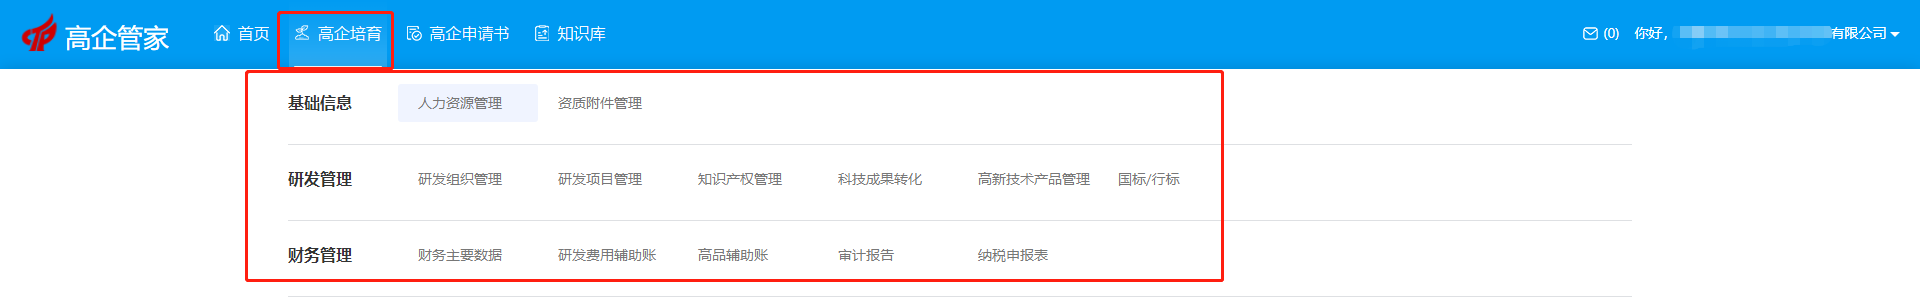 高企管家 首页 高企培育 高企申请书 知识库 (0) 你好, 有限公司
基础信息 人力资源管理 资质附件管理
研发管理 研发组织管理 研发项目管理 知识产权管理 科技成果转化 高新技术产品管理 国标/行标
财务管理 财务主要数据 研发费用辅助账 高品辅助账 审计报告 纳税申报表